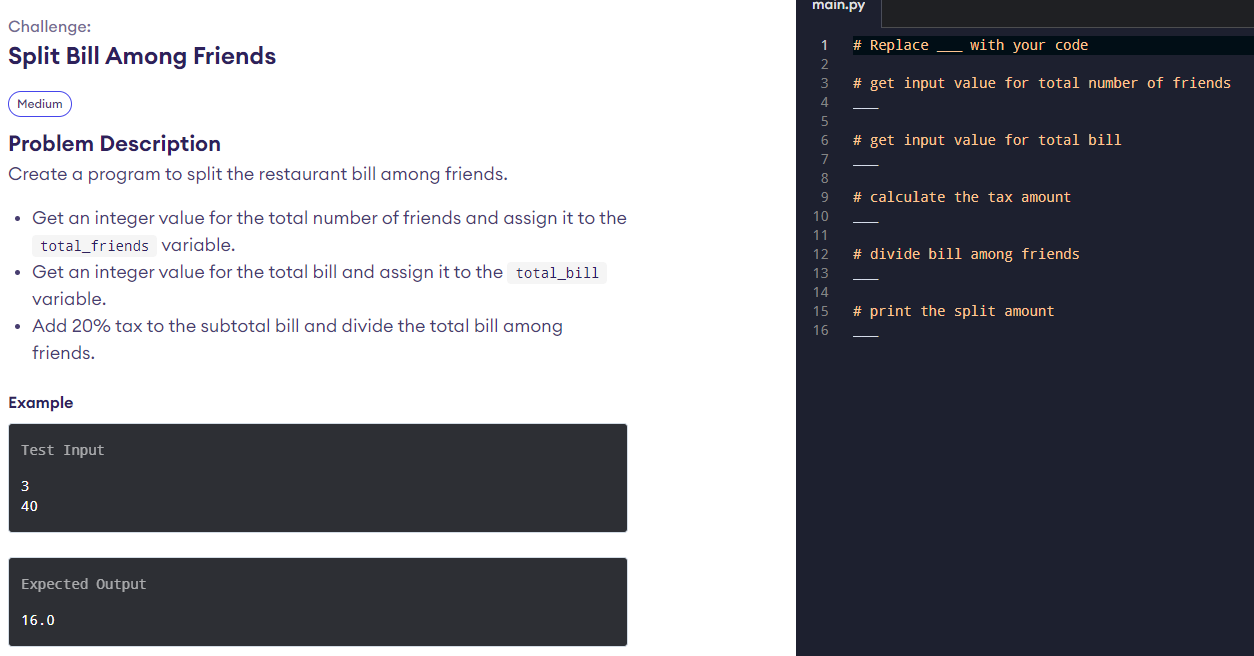 Challenge:
Split Bill Among Friends
Medium
Problem Description
Create a program to split the restaurant bill among friends.
• Get an integer value for the total number of friends and assign it to the
total_friends variable.
• Get an integer value for the total bill and assign it to the total_bill
variable.
• Add 20% tax to the subtotal bill and divide the total bill among
friends.
Example
Test Input
3
40
Expected Output
16.0
main.py
1 # Replace ___ with your code
2
3 # get input value for total number of friends
4 ___
5
6 # get input value for total bill
7 ___
8
9 # calculate the tax amount
10 ___
11
12 # divide bill among friends
13 ___
14
15 # print the split amount
16 ___